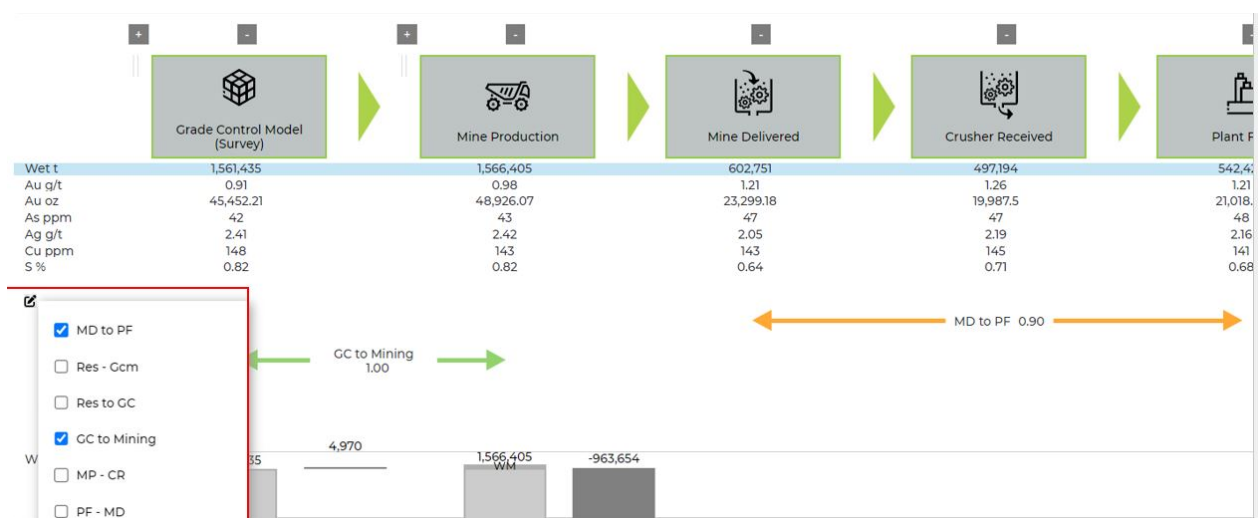 + - + - - - -
Grade Control Model
(Survey)
Mine Production
Mine Delivered
Crusher Received
Plant F
Wet t 1,561,435 1,566,405 602,751 497,194 542,42
Au g/t 0.91 0.98 1.21 1.26 1.21
Au oz 45,452.21 48,926.07 23,299.18 19,987.5 21,018.
As ppm 42 43 47 47 48
Ag g/t 2.41 2.42 2.05 2.19 2.16
Cu ppm 148 143 143 145 141
S % 0.82 0.82 0.64 0.71 0.68
MD to PF
MD to PF 0.90
Res - Gcm
GC to Mining
1.00
Res to GC
GC to Mining
W 35 4,970 1,566,405 -963,654
WM
MP - CR
PF - MD